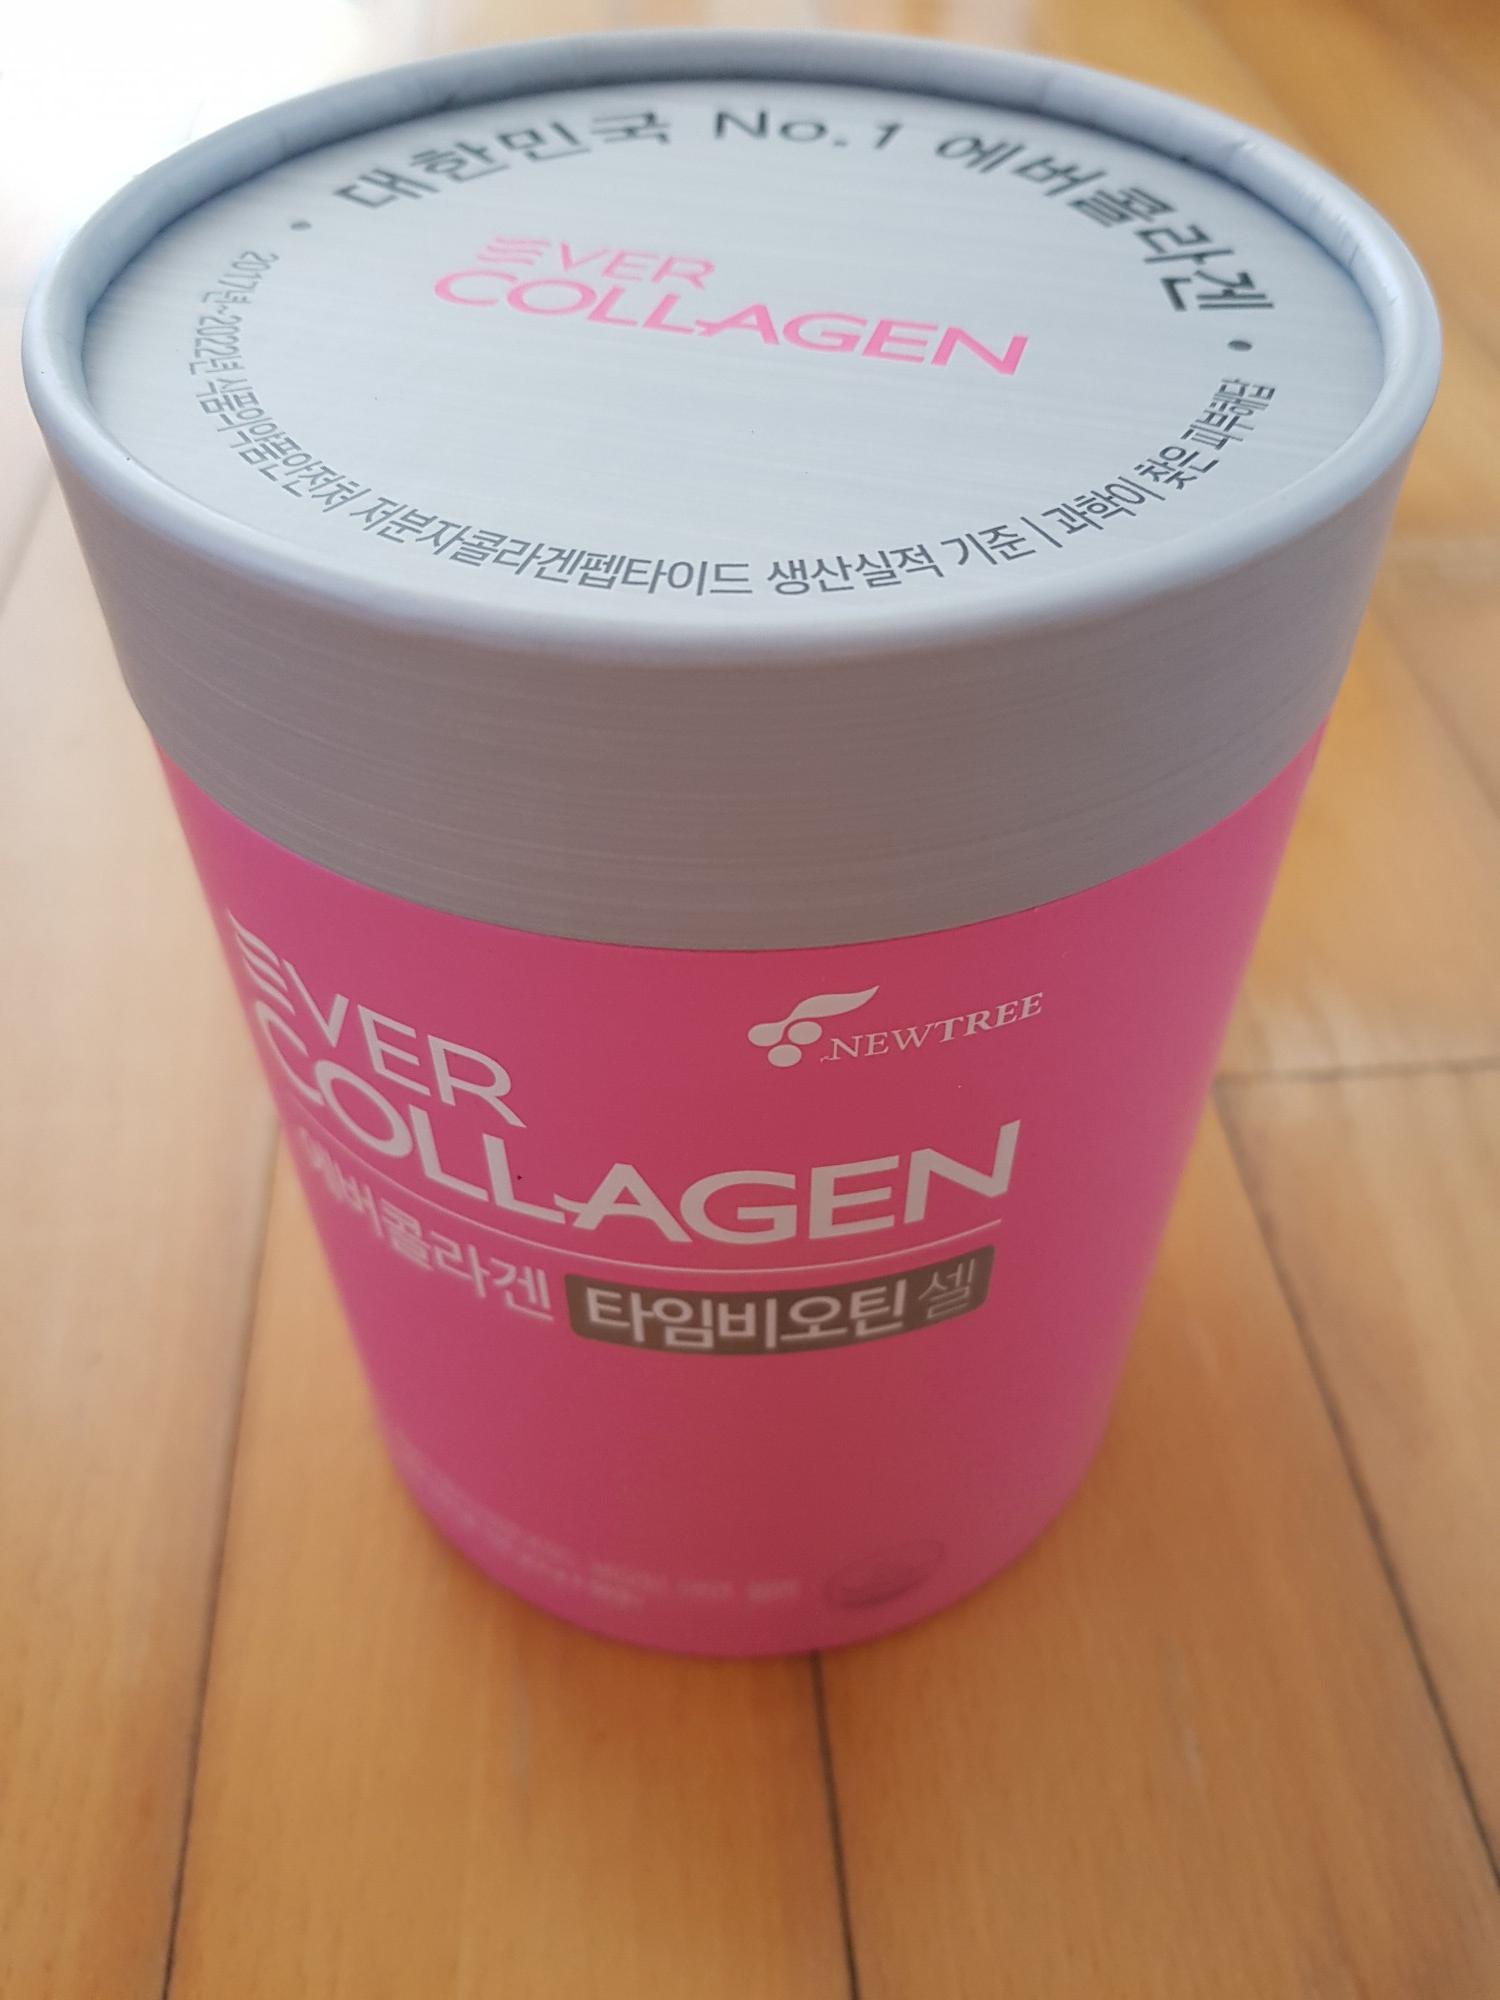 대한민국 No.1 에버콜라겐
EVER
COLLAGEN
2017년~2022년 식품의약품안전처 저분자콜라겐펩타이드 생산실적 기준 | 과학이 찾은 피부해답
NEWTREE
EVER
COLLAGEN
에버콜라겐 타임비오틴 셀